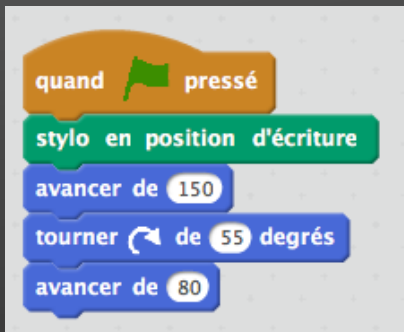 quand pressé
stylo en position d'écriture
avancer de 150
tourner de 55 degrés
avancer de 80